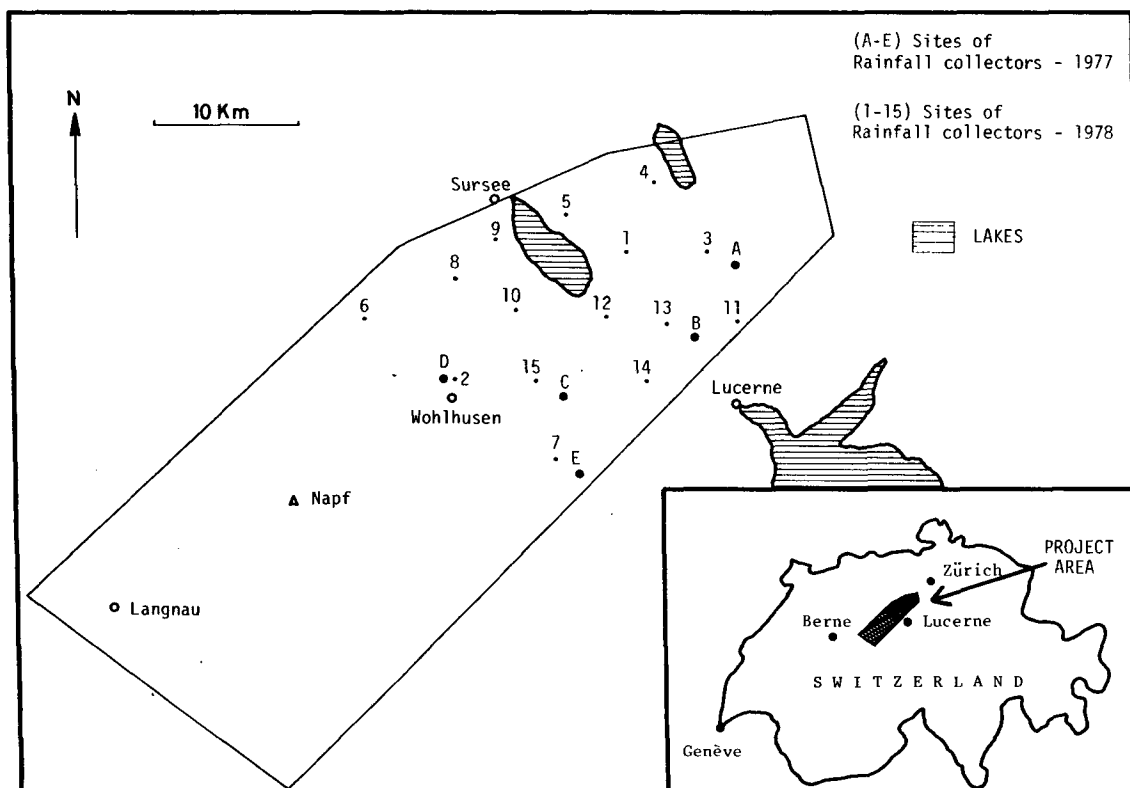 (A-E) Sites of
Rainfall collectors - 1977
N
10 Km
(1-15) Sites of
Rainfall collectors - 1978
4
Sursee
5
9
1
3
A
LAKES
8
6
10
12
13
B
11
D
2
15
C
14
Lucerne
Wohlhusen
7
E
Napf
PROJECT
AREA
Zürich
Langnau
Berne
Lucerne
SWITZERLAND
Genève